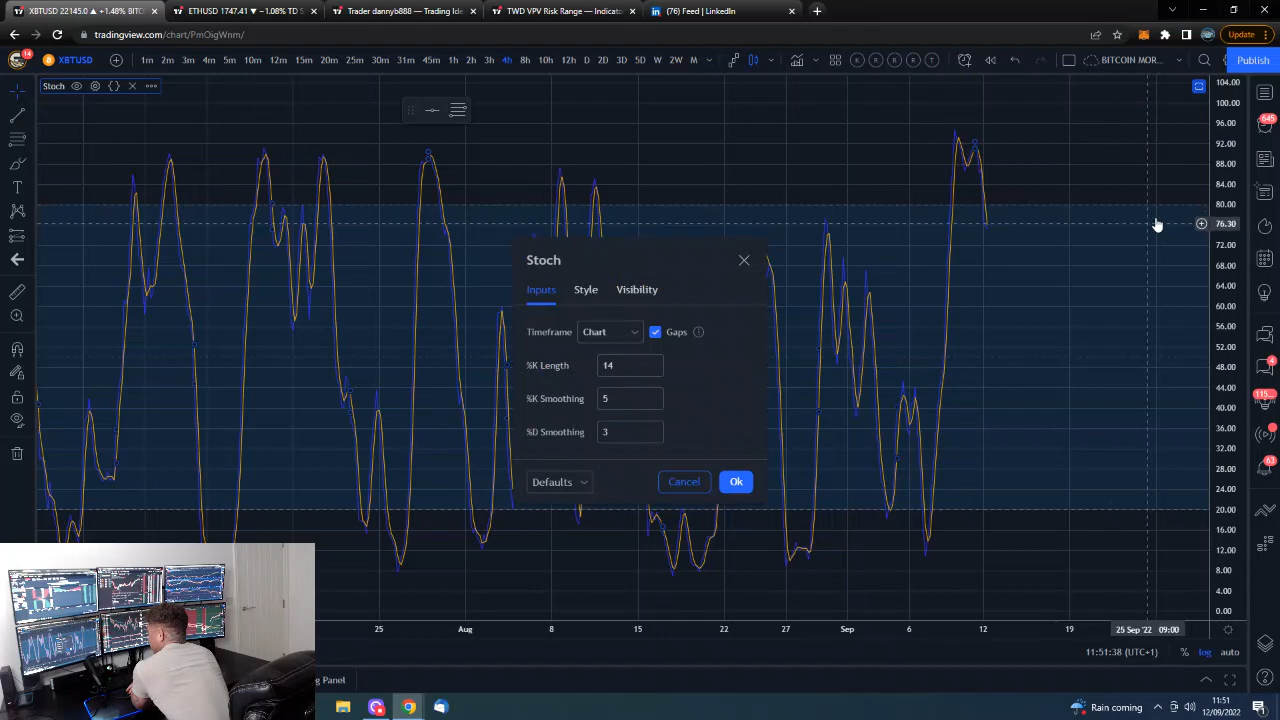 XBTUSD 22145.0 ▲ +1.48% BITC
ETHUSD 1747.41 ▼ −1.08% TD S
Trader dannyb888 — Trading Ide
TWD VPV Risk Range — Indicato
(76) Feed | LinkedIn
tradingview.com/chart/PmOigWnm/
Update
14
XBTUSD
1m 2m 3m 4m 5m 10m 12m 15m 20m 25m 30m 31m 45m 1h 2h 3h 4h 8h 10h 12h D 2D 3D 5D W 2W M
K R R R T
BITCOIN MOR...
Publish
Stoch
104.00
100.00
96.00
92.00
88.00
84.00
80.00
76.30
72.00
68.00
64.00
60.00
56.00
52.00
48.00
44.00
40.00
36.00
32.00
28.00
24.00
20.00
16.00
12.00
8.00
4.00
0.00
645
4
115
63
Stoch
Inputs Style Visibility
Timeframe Chart Gaps
%K Length 14
%K Smoothing 5
%D Smoothing 3
Defaults Cancel Ok
25 Aug 8 15 22 27 Sep 6 12 19 25 Sep '22 09:00
11:51:38 (UTC+1) % log auto
ng Panel
Rain coming
11:51
12/09/2022
1